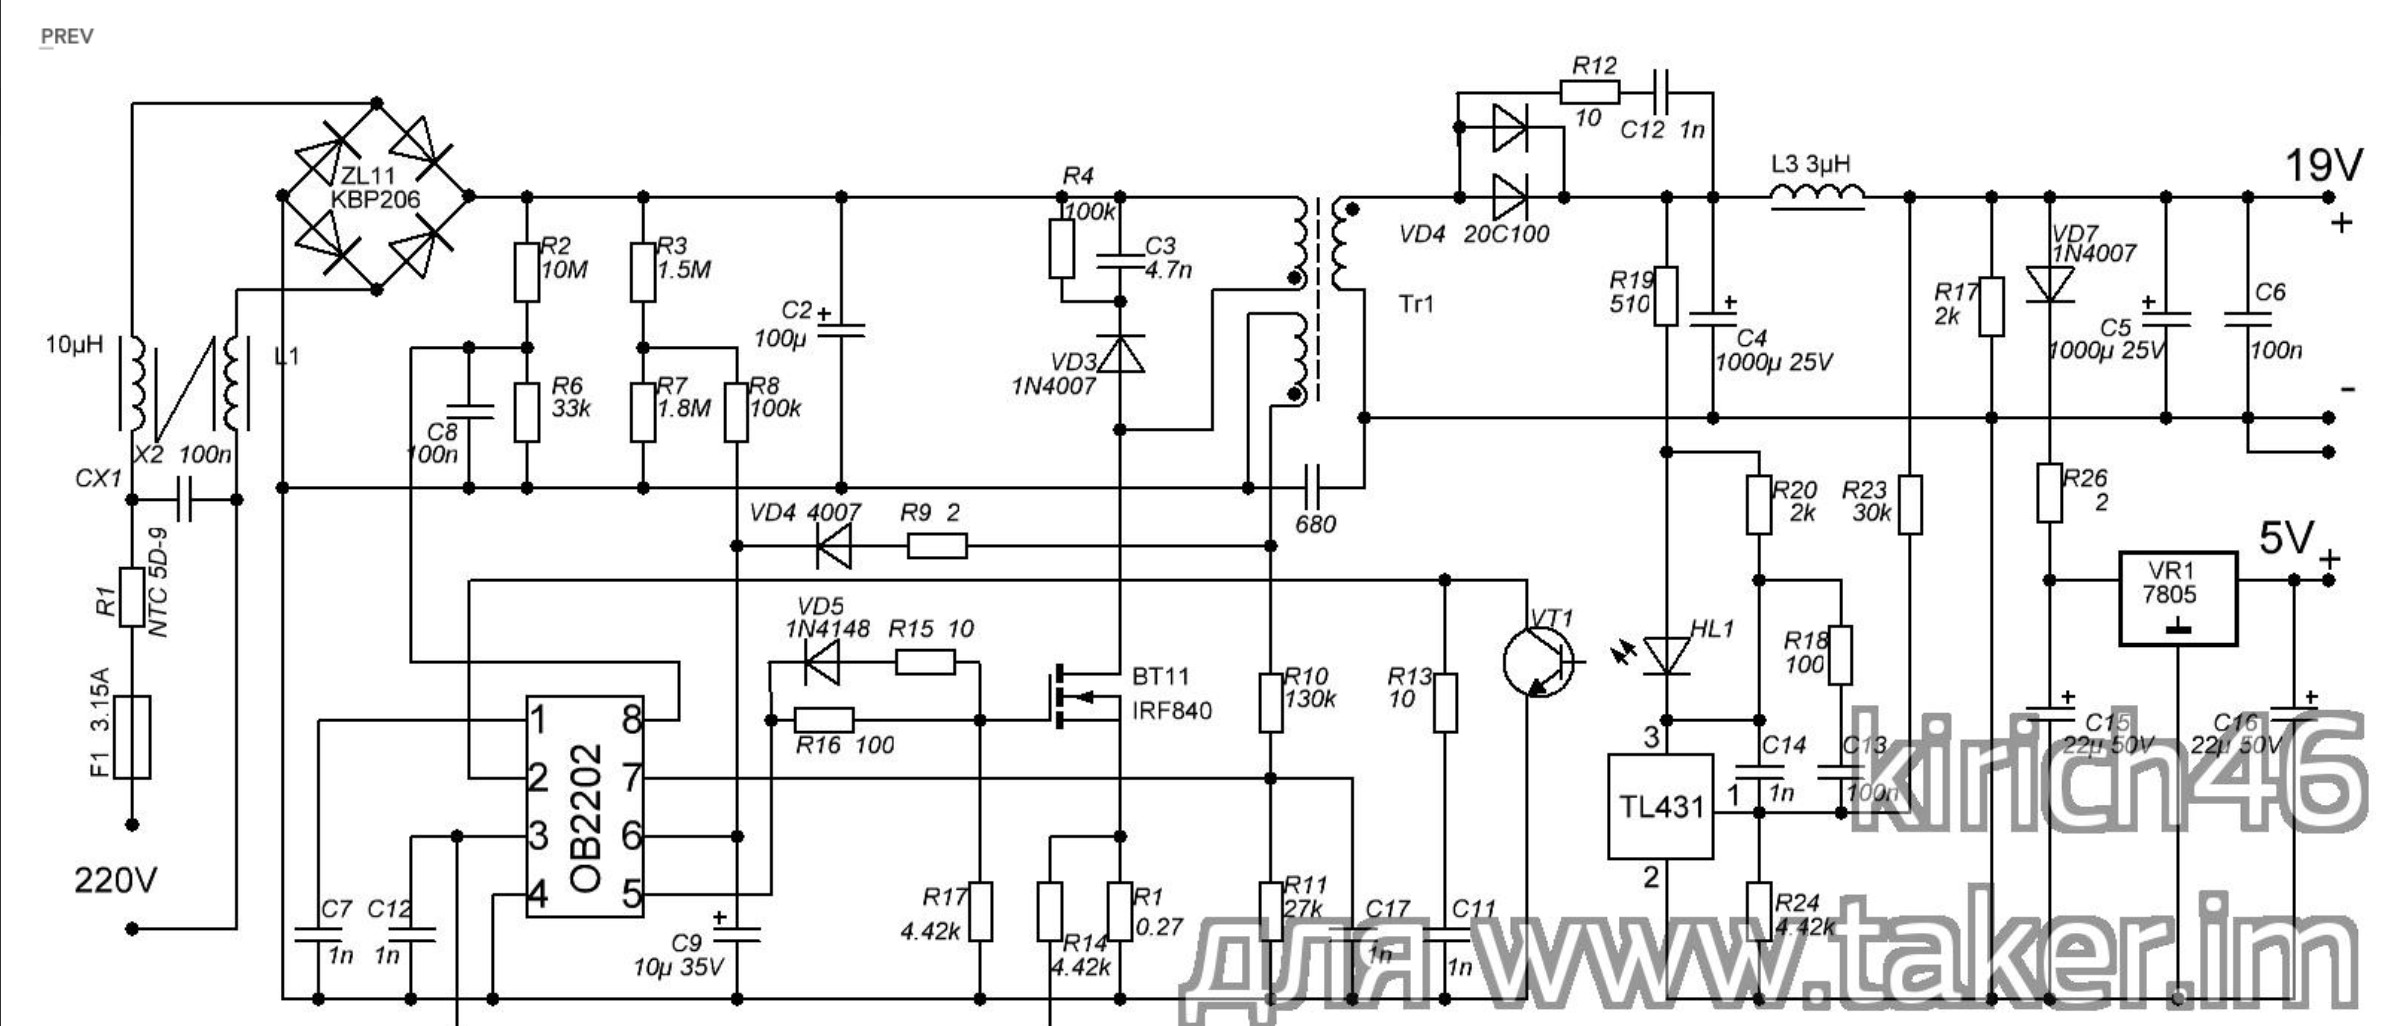 PREV
R12
10
C12 1n
ZL11
KBP206
R4
100k
L3 3µH
19V
+
R2
10M
R3
1.5M
C3
4.7n
VD4 20C100
VD7
1N4007
R19
510
Tr1
R17
2k
C6
100n
C2 +
100µ
+
C4
1000µ 25V
+
C5
1000µ 25V
10µH
L1
VD3
1N4007
R6
33k
R7
1.8M
R8
100k
-
C8
100n
X2 100n
CX1
R20
2k
R23
30k
R26
2
VD4 4007
R9 2
680
5V +
R1
NTC 5D-9
VR1
7805
VD5
1N4148
R15 10
VT1
HL1
R18
100
BT11
IRF840
R10
130k
R13
10
F1 3.15A
1
8
R16 100
3
C14
1n
C13
100n
+
C15
22µ 50V
+
C16
22µ 50V
kirich46
2
7
OB2202
3
6
4
5
TL431
1
2
220V
C7
1n
C12
1n
+
C9
10µ 35V
R17
4.42k
R14
4.42k
R1
0.27
R11
27k
C17
1n
C11
1n
R24
4.42k
для www.taker.im